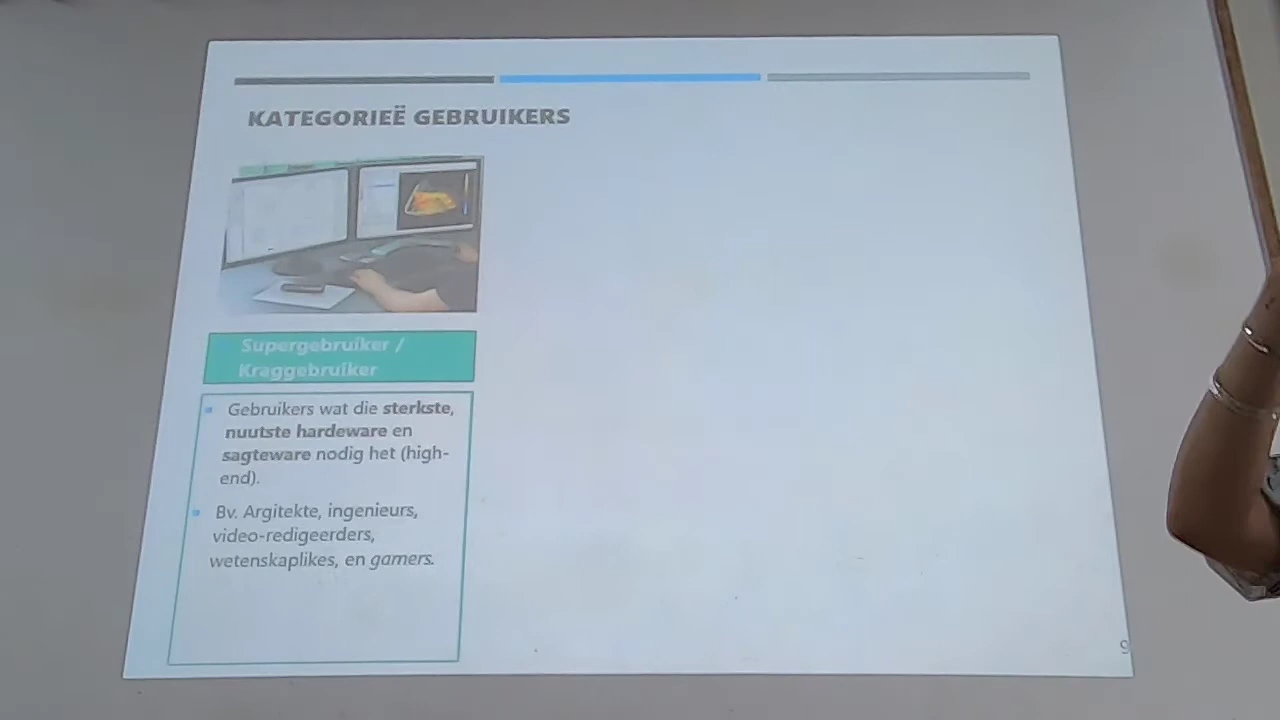 KATEGORIEË GEBRUIKERS
Supergebruiker /
Kraggebruiker
Gebruikers wat die sterkste,
nuutste hardeware en
sagteware nodig het (high-
end).
Bv. Argitekte, ingenieurs,
video-redigeerders,
wetenskaplikes, en gamers.
9